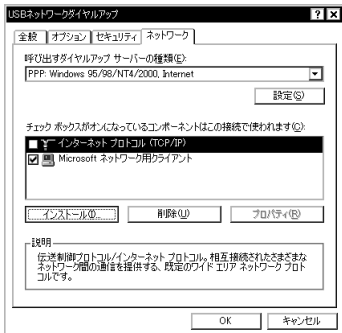 USBネットワークダイヤルアップ
全般 オプション セキュリティ ネットワーク
呼び出すダイヤルアップ サーバーの種類(E):
PPP: Windows 95/98/NT4/2000, Internet
設定(S)
チェック ボックスがオンになっているコンポーネントはこの接続で使われます(C):
インターネット プロトコル (TCP/IP)
Microsoft ネットワーク用クライアント
インストール(I)... 削除(U) プロパティ(R)
説明
伝送制御プロトコル/インターネット プロトコル。相互接続されたさまざまな
ネットワーク間の通信を提供する、既定のワイド エリア ネットワーク プロト
コルです。
OK キャンセル